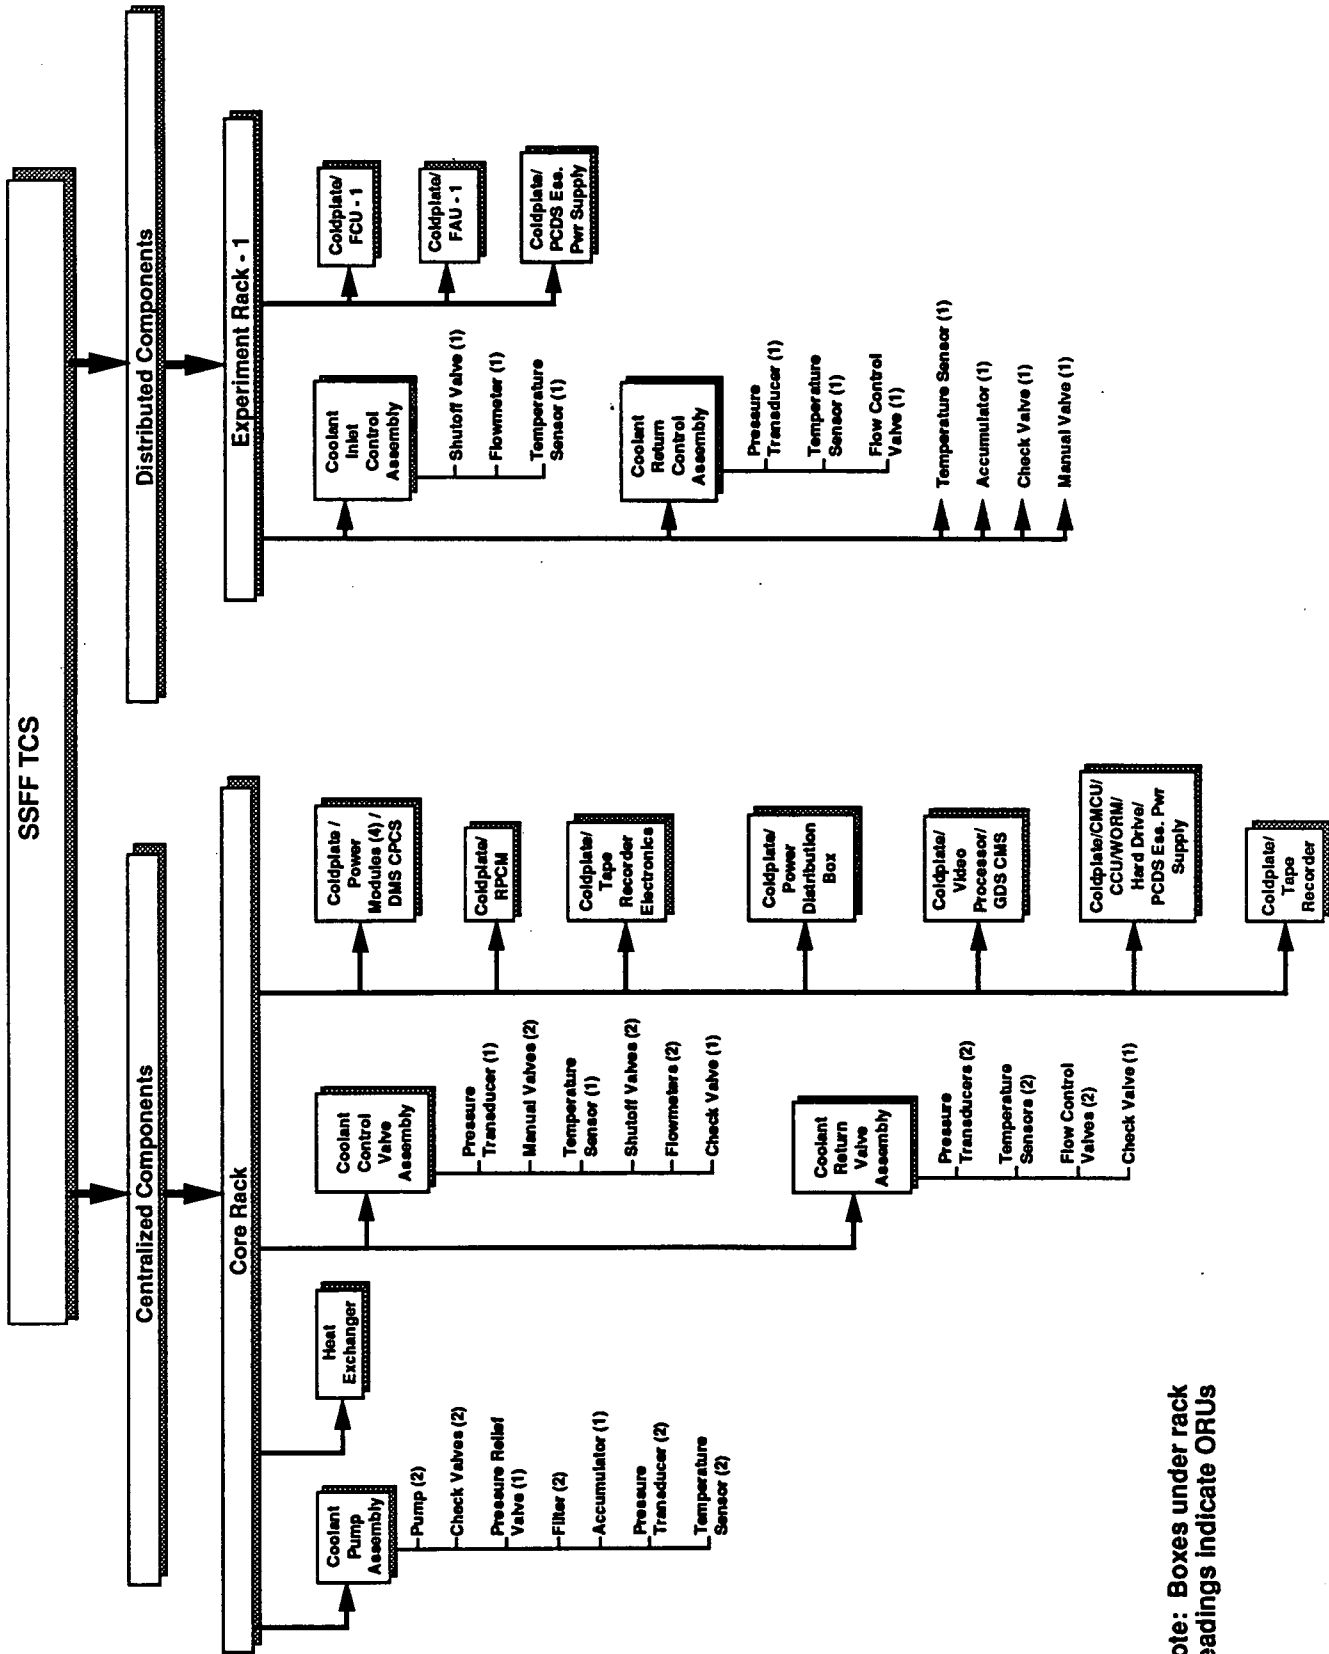 SSFF TCS
Centralized Components
Core Rack
Coolant
Pump
Assembly
Pump (2)
Check Valves (2)
Pressure Relief
Valve (1)
Filter (2)
Accumulator (1)
Pressure
Transducer (2)
Temperature
Sensor (2)
Heat
Exchanger
Coolant
Control
Valve
Assembly
Pressure
Transducer (1)
Manual Valves (2)
Temperature
Sensor (1)
Shutoff Valves (2)
Flowmeters (2)
Check Valve (1)
Coolant
Return
Valve
Assembly
Pressure
Transducers (2)
Temperature
Sensors (2)
Flow Control
Valves (2)
Check Valve (1)
Coldplate /
Power
Modules (4) /
DMS CPCS
Coldplate/
RPCM
Coldplate/
Tape
Recorder
Electronics
Coldplate/
Power
Distribution
Box
Coldplate/
Video
Processor/
GDS CMS
Coldplate/CMCU/
CCU/WORM/
Hard Drive/
PCDS Ess. Pwr
Supply
Coldplate/
Tape
Recorder
Distributed Components
Experiment Rack - 1
Coolant
Inlet
Control
Assembly
Shutoff Valve (1)
Flowmeter (1)
Temperature
Sensor (1)
Coolant
Return
Control
Assembly
Pressure
Transducer (1)
Temperature
Sensor (1)
Flow Control
Valve (1)
Temperature Sensor (1)
Accumulator (1)
Check Valve (1)
Manual Valve (1)
Coldplate/
FCU - 1
Coldplate/
FAU - 1
Coldplate/
PCDS Ess.
Pwr Supply
ote: Boxes under rack
eadings indicate ORUs